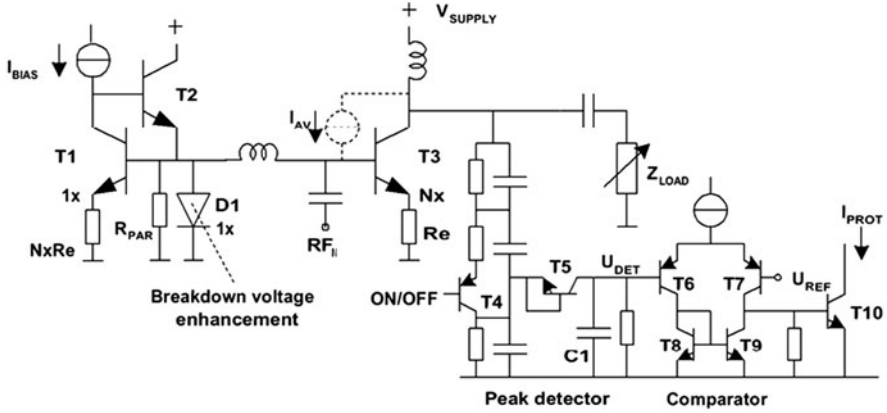 +
+
V_SUPPLY
I_BIAS
T2
I_AV
T1
T3
Z_LOAD
1x
D1
Nx
R_PAR
1x
I_PROT
NxRe
RF_II
Re
T5
U_DET
T6
T7
U_REF
Breakdown voltage
enhancement
ON/OFF
T4
T10
C1
T8
T9
Peak detector
Comparator